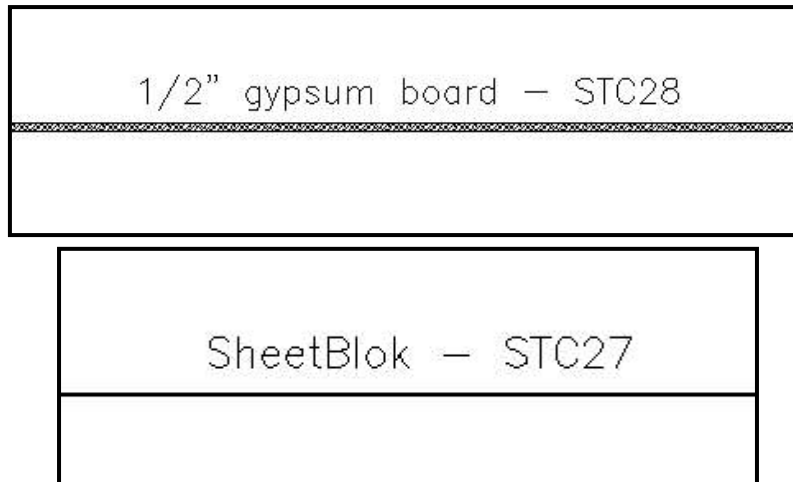 1/2” gypsum board – STC28
SheetBlok – STC27